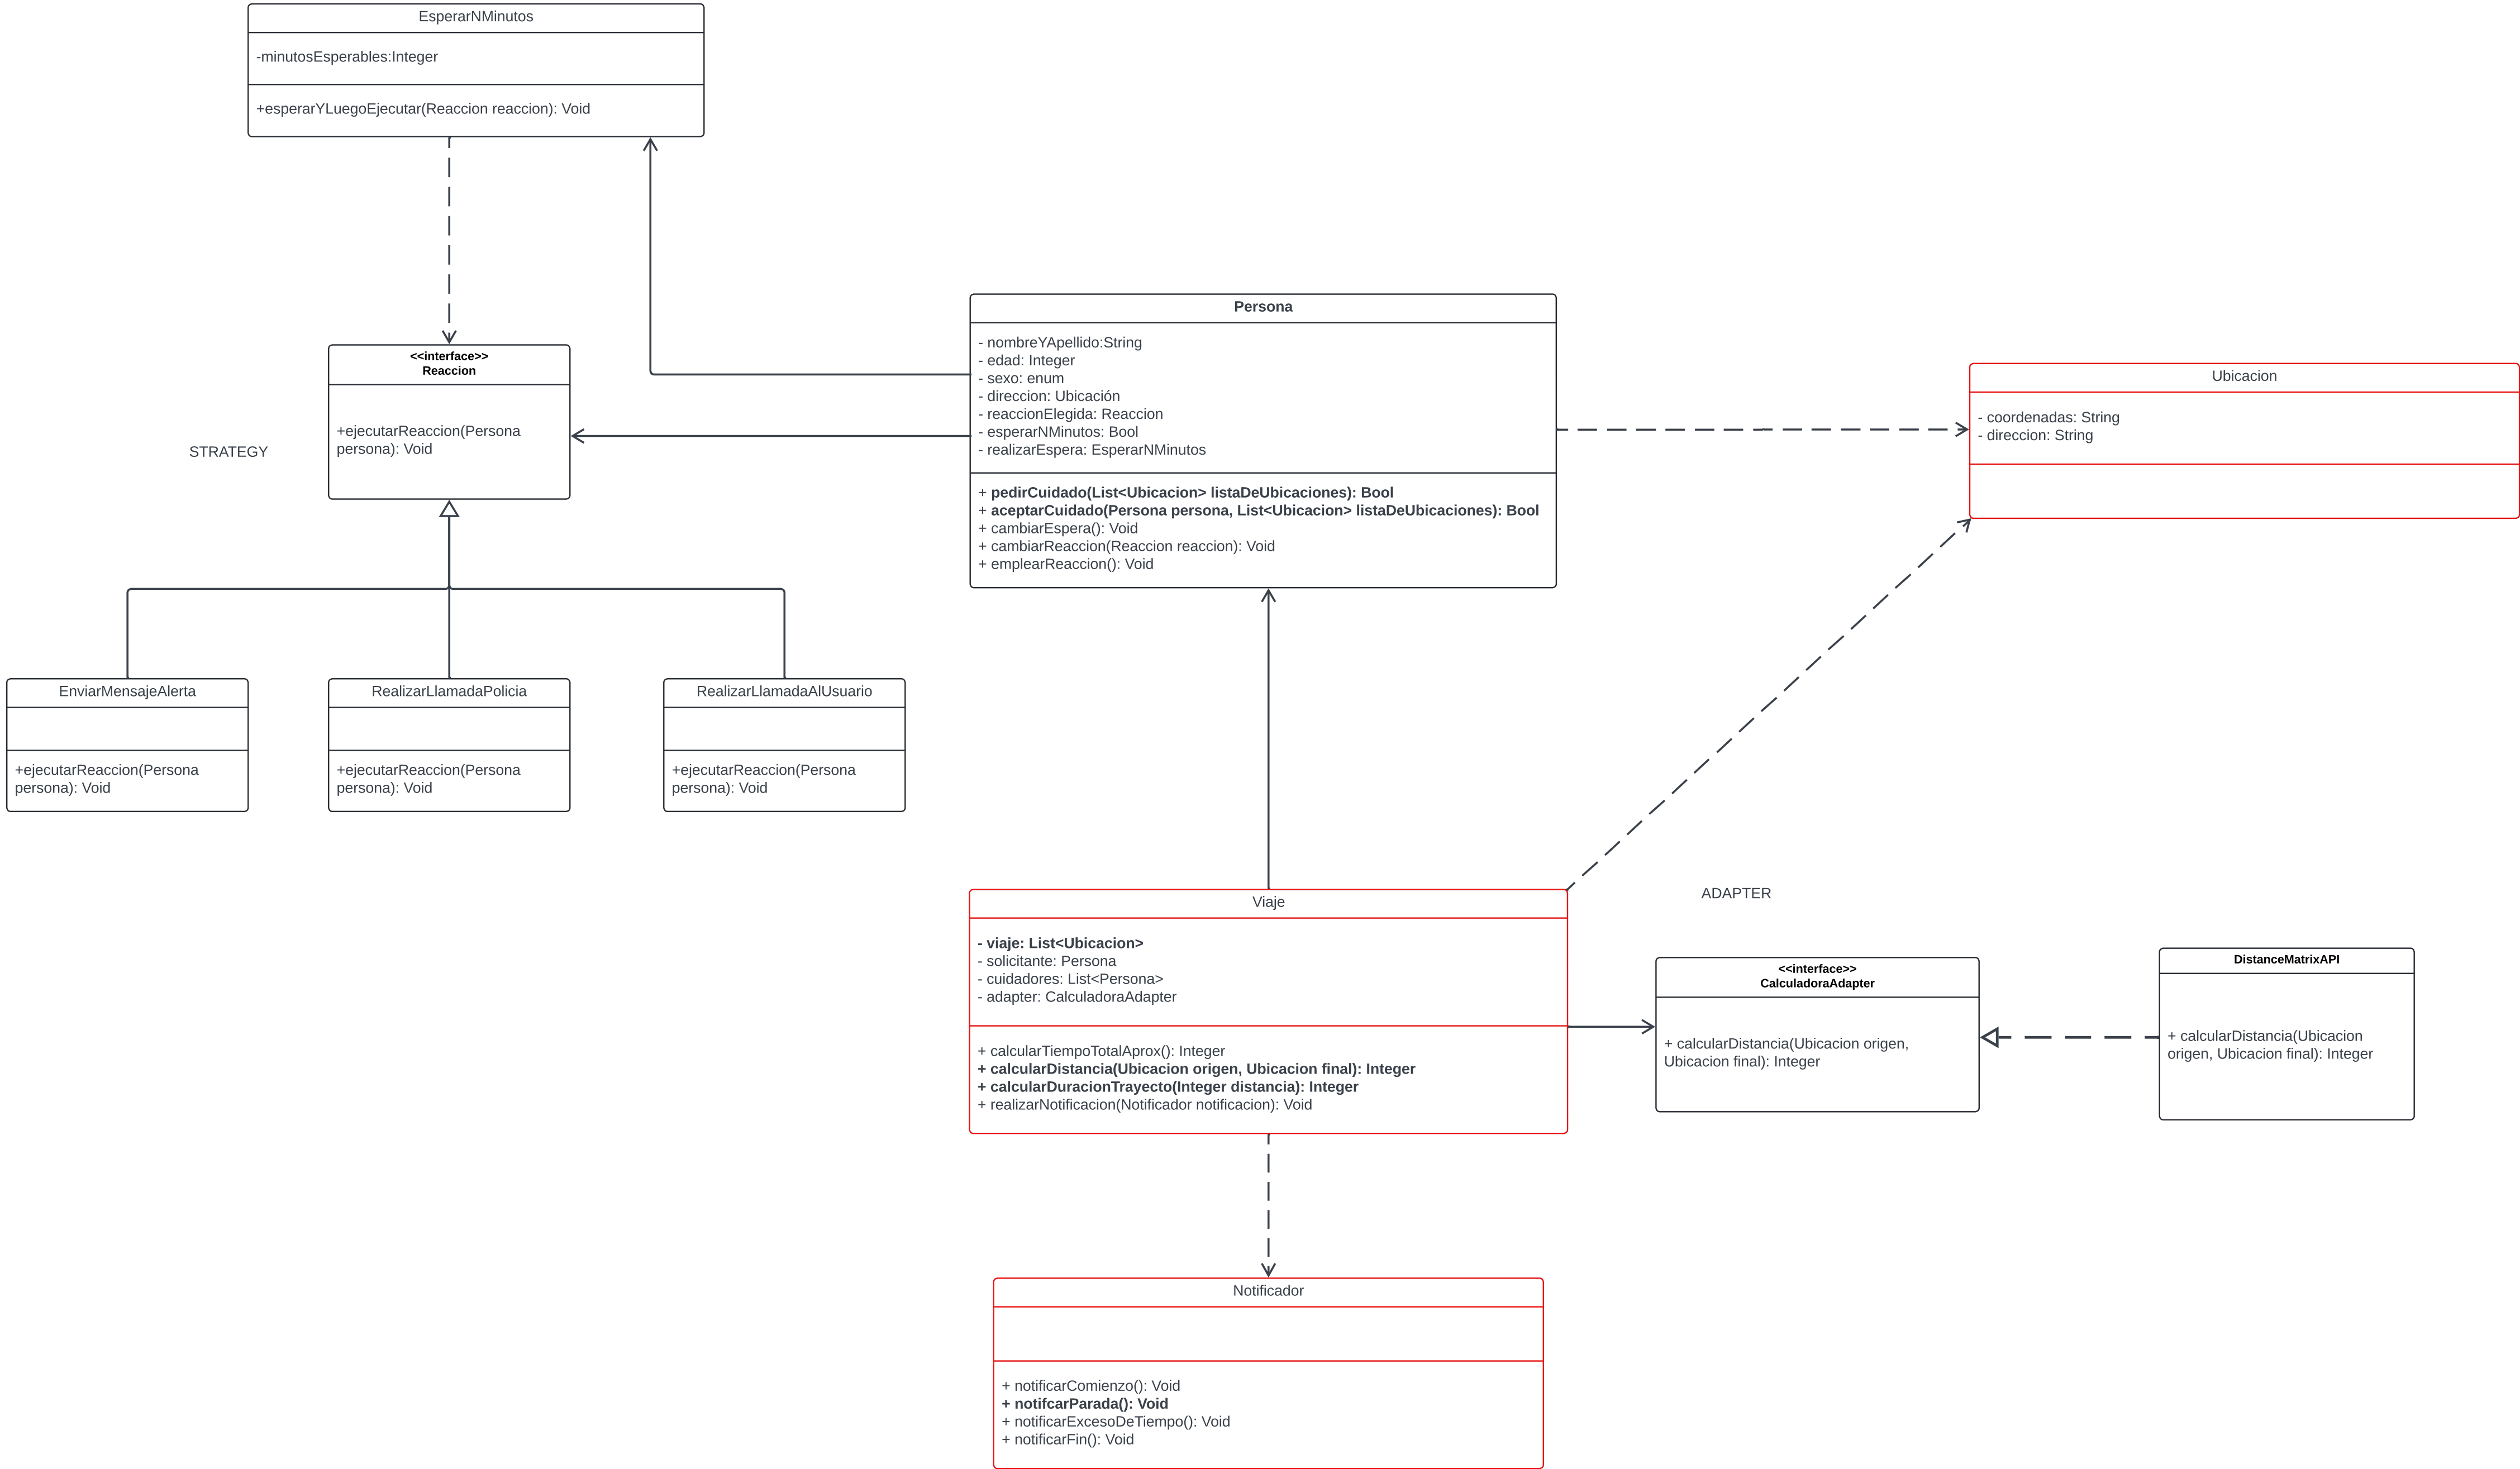 EsperarNMinutos
-minutosEsperables:Integer
+esperarYLuegoEjecutar(Reaccion reaccion): Void
<<interface>>
Reaccion
+ejecutarReaccion(Persona
persona): Void
STRATEGY
EnviarMensajeAlerta
+ejecutarReaccion(Persona
persona): Void
RealizarLlamadaPolicia
+ejecutarReaccion(Persona
persona): Void
RealizarLlamadaAlUsuario
+ejecutarReaccion(Persona
persona): Void
Persona
- nombreYApellido:String
- edad: Integer
- sexo: enum
- direccion: Ubicación
- reaccionElegida: Reaccion
- esperarNMinutos: Bool
- realizarEspera: EsperarNMinutos
+ pedirCuidado(List<Ubicacion> listaDeUbicaciones): Bool
+ aceptarCuidado(Persona persona, List<Ubicacion> listaDeUbicaciones): Bool
+ cambiarEspera(): Void
+ cambiarReaccion(Reaccion reaccion): Void
+ emplearReaccion(): Void
Ubicacion
- coordenadas: String
- direccion: String
Viaje
- viaje: List<Ubicacion>
- solicitante: Persona
- cuidadores: List<Persona>
- adapter: CalculadoraAdapter
+ calcularTiempoTotalAprox(): Integer
+ calcularDistancia(Ubicacion origen, Ubicacion final): Integer
+ calcularDuracionTrayecto(Integer distancia): Integer
+ realizarNotificacion(Notificador notificacion): Void
ADAPTER
<<interface>>
CalculadoraAdapter
+ calcularDistancia(Ubicacion origen,
Ubicacion final): Integer
DistanceMatrixAPI
+ calcularDistancia(Ubicacion
origen, Ubicacion final): Integer
Notificador
+ notificarComienzo(): Void
+ notifcarParada(): Void
+ notificarExcesoDeTiempo(): Void
+ notificarFin(): Void